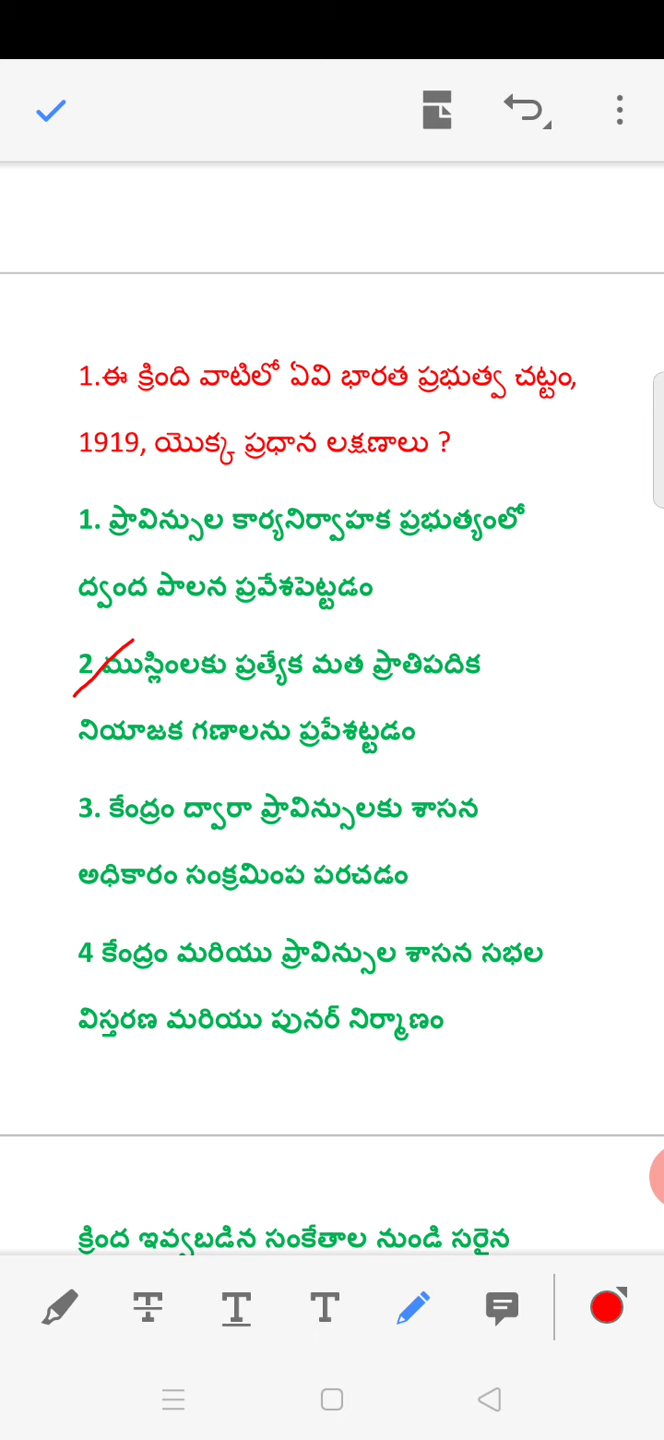 1.ఈ క్రింది వాటిలో ఏవి భారత ప్రభుత్వ చట్టం,
1919, యొక్క ప్రధాన లక్షణాలు ?
1. ప్రావిన్సుల కార్యనిర్వాహక ప్రభుత్యంలో
ద్వంద పాలన ప్రవేశపెట్టడం
2 ముస్లింలకు ప్రత్యేక మత ప్రాతిపదిక
నియాజక గణాలను ప్రపేశట్టడం
3. కేంద్రం ద్వారా ప్రావిన్సులకు శాసన
అధికారం సంక్రమింప పరచడం
4 కేంద్రం మరియు ప్రావిన్సుల శాసన సభల
విస్తరణ మరియు పునర్ నిర్మాణం
క్రింద ఇవ్వబడిన సంకేతాల నుండి సరైన